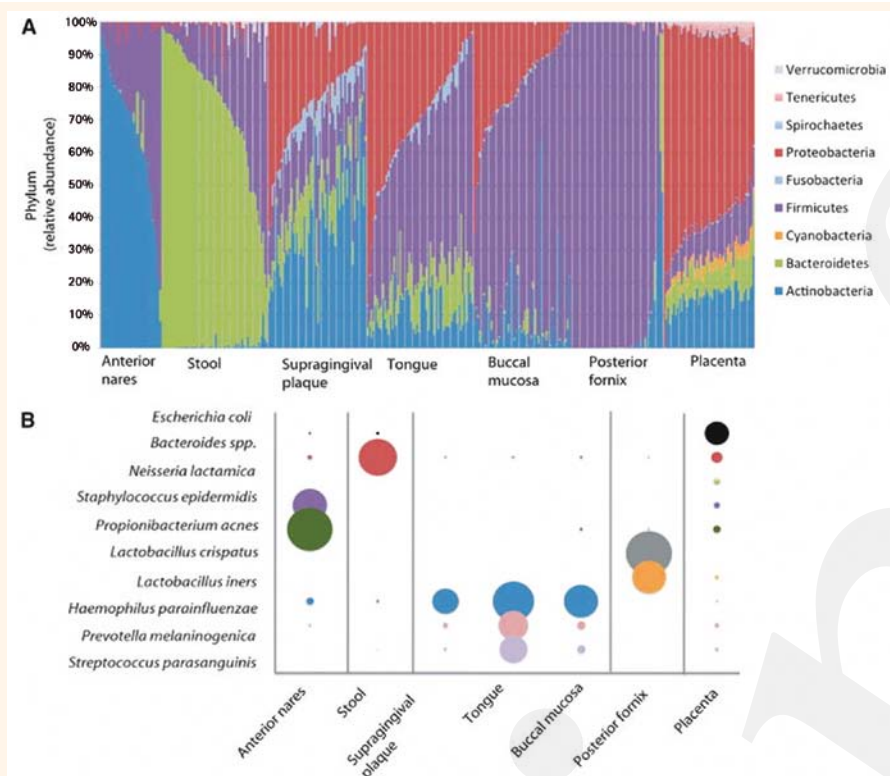 A
100%
90%
80%
70%
60%
50%
40%
30%
20%
10%
0%
Phylum
(relative abundance)
Verrucomicrobia
Tenericutes
Spirochaetes
Proteobacteria
Fusobacteria
Firmicutes
Cyanobacteria
Bacteroidetes
Actinobacteria
Anterior
nares
Stool
Supragingival
plaque
Tongue
Buccal
mucosa
Posterior
fornix
Placenta
B
Escherichia coli
Bacteroides spp.
Neisseria lactamica
Staphylococcus epidermidis
Propionibacterium acnes
Lactobacillus crispatus
Lactobacillus iners
Haemophilus parainfluenzae
Prevotella melaninogenica
Streptococcus parasanguinis
Anterior nares
Stool
Supragingival
plaque
Tongue
Buccal mucosa
Posterior fornix
Placenta